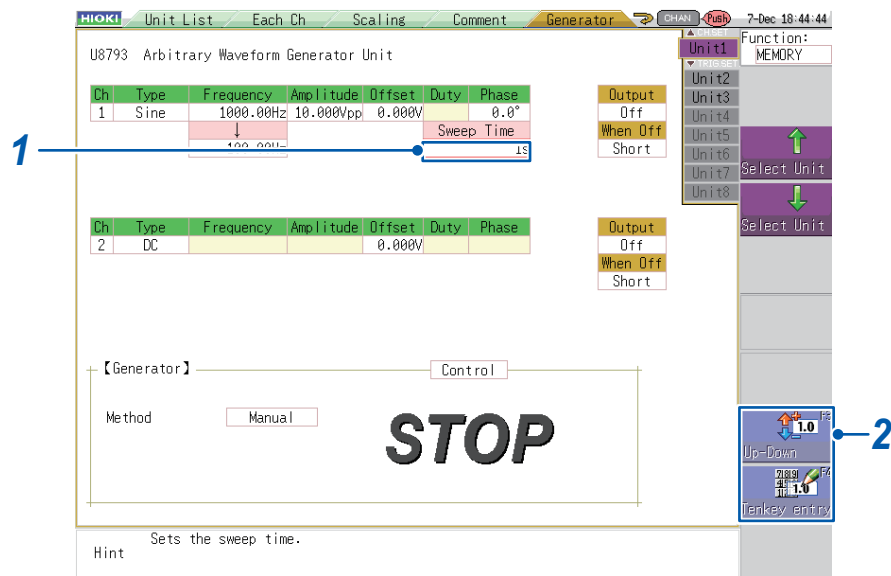 HIOKI Unit List Each Ch Scaling Comment Generator CHAN Push 7-Dec 18:44:44
▲CH.SET Function:
Unit1 MEMORY
U8793 Arbitrary Waveform Generator Unit
▼TRIG.SET
Unit2
Ch Type Frequency Amplitude Offset Duty Phase Output Unit3
1 Sine 1000.00Hz 10.000Vpp 0.000V 0.0° Off Unit4
↓ Sweep Time When Off Unit5
1 100.00Hz 1s Short Unit6
Select Unit
Unit7
Unit8
Ch Type Frequency Amplitude Offset Duty Phase Output Select Unit
2 DC 0.000V Off
When Off
Short
【Generator】 Control
Method Manual STOP
1.0
2
Up-Down
1.0
Tenkey entry
Sets the sweep time.
Hint